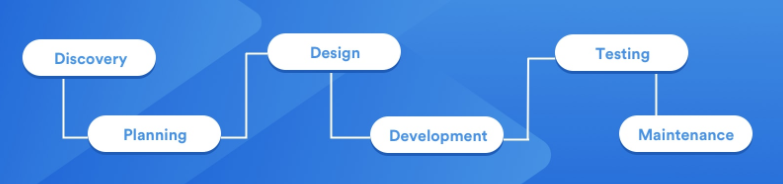 Discovery
Planning
Design
Development
Testing
Maintenance